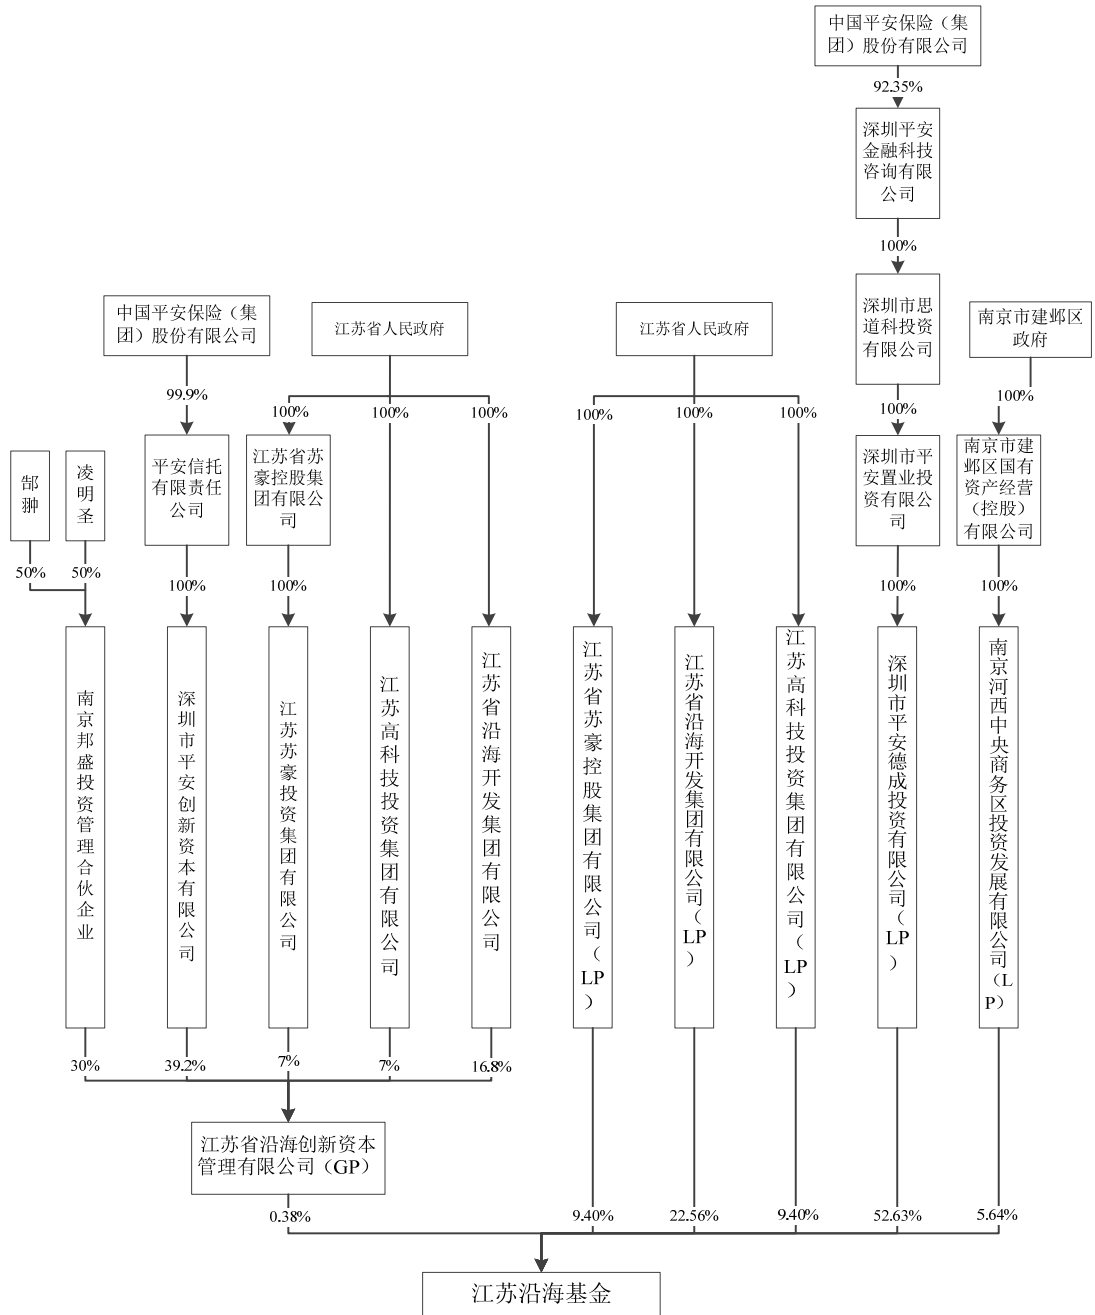 中国平安保险（集
团）股份有限公司
92.35%
深圳平安
金融科技
咨询有限
公司
100%
深圳市思
道科投资
有限公司
100%
深圳市平
安置业投
资有限公
司
100%
中国平安保险（集
团）股份有限公司
99.9%
平安信托
有限责任
公司
100%
江苏省人民政府
100%
100%
100%
江苏省苏
豪控股集
团有限公
司
100%
江苏省人民政府
100%
100%
100%
南京市建邺区
政府
100%
南京市建
邺区国有
资产经营
（控股）
有限公司
100%
郜翀
凌明圣
50%
50%
南京邦盛投资管理合伙企业
深圳市平安创新资本有限公司
江苏苏豪投资集团有限公司
江苏高科技投资集团有限公司
江苏省沿海开发集团有限公司
江苏省苏豪控股集团有限公司（LP）
江苏省沿海开发集团有限公司（LP）
江苏高科技投资集团有限公司（LP）
深圳市平安德成投资有限公司（LP）
南京河西中央商务区投资发展有限公司（LP）
30%
39.2%
7%
7%
16.8%
江苏省沿海创新资本
管理有限公司（GP）
0.38%
9.40%
22.56%
9.40%
52.63%
5.64%
江苏沿海基金